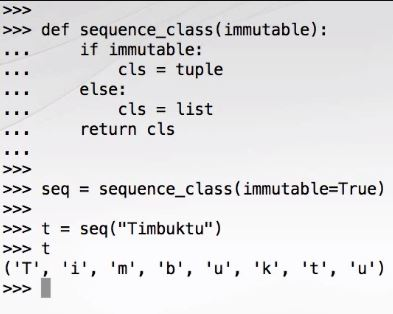 >>>
>>> def sequence_class(immutable):
...     if immutable:
...         cls = tuple
...     else:
...         cls = list
...     return cls
...
>>>
>>> seq = sequence_class(immutable=True)
>>>
>>> t = seq("Timbuktu")
>>> t
('T', 'i', 'm', 'b', 'u', 'k', 't', 'u')
>>>